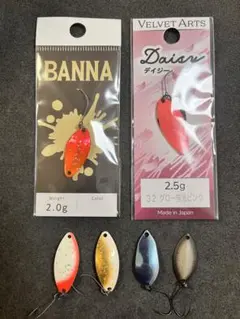 BANNA
Weight
Color
2.0g
VELVET ARTS
Daisy
デイジー
2.5g
Made in Japan